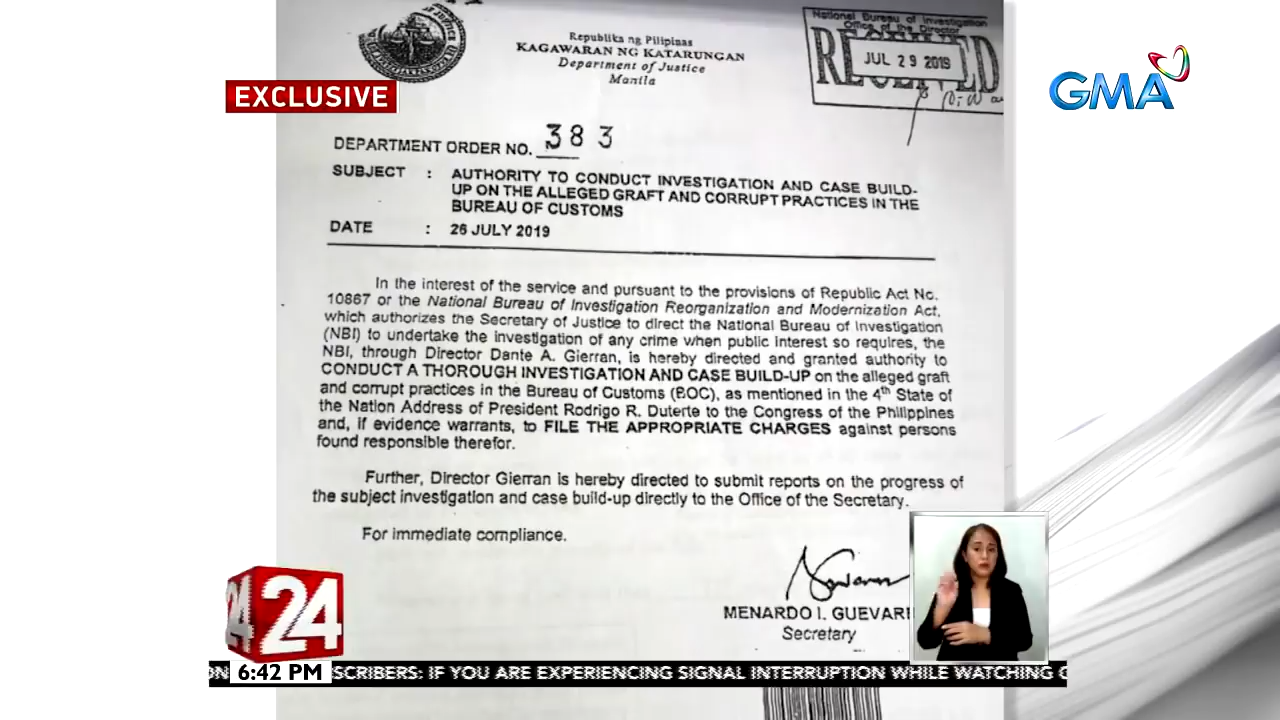 National Bureau of Investigation
Office of the Director
RECEIVED
JUL 29 2019
Republika ng Pilipinas
KAGAWARAN NG KATARUNGAN
Department of Justice
Manila
GMA
EXCLUSIVE
DEPARTMENT ORDER NO. 383
SUBJECT : AUTHORITY TO CONDUCT INVESTIGATION AND CASE BUILD-
UP ON THE ALLEGED GRAFT AND CORRUPT PRACTICES IN THE
BUREAU OF CUSTOMS
DATE : 26 JULY 2019
In the interest of the service and pursuant to the provisions of Republic Act No.
10867 or the National Bureau of Investigation Reorganization and Modernization Act,
which authorizes the Secretary of Justice to direct the National Bureau of Investigation
(NBI) to undertake the investigation of any crime when public interest so requires, the
NBI, through Director Dante A. Gierran, is hereby directed and granted authority to
CONDUCT A THOROUGH INVESTIGATION AND CASE BUILD-UP on the alleged graft
and corrupt practices in the Bureau of Customs (BOC), as mentioned in the 4th State of
the Nation Address of President Rodrigo R. Duterte to the Congress of the Philippines
and, if evidence warrants, to FILE THE APPROPRIATE CHARGES against persons
found responsible therefor.
Further, Director Gierran is hereby directed to submit reports on the progress of
the subject investigation and case build-up directly to the Office of the Secretary.
For immediate compliance.
MENARDO I. GUEVAR
Secretary
24
24
6:42 PM
ON SCRIBERS: IF YOU ARE EXPERIENCING SIGNAL INTERRUPTION WHILE WATCHING G